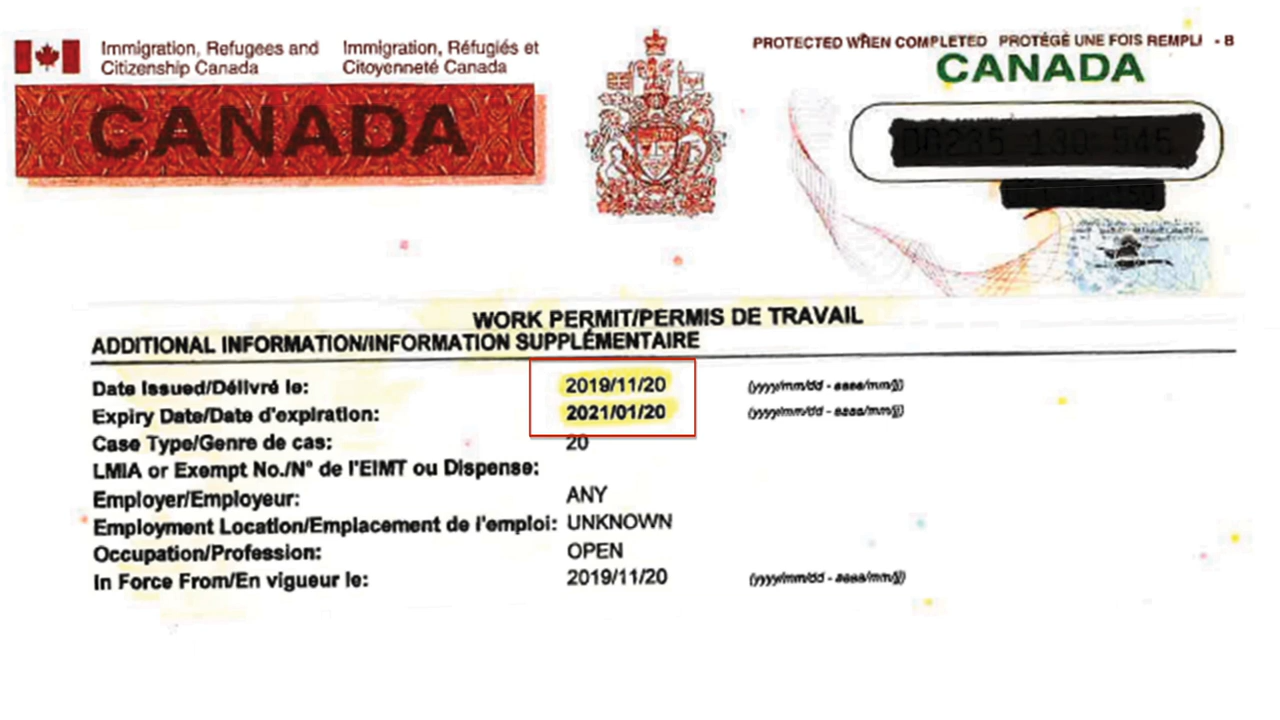 Immigration, Refugees and Citizenship Canada
Immigration, Réfugiés et Citoyenneté Canada
CANADA
PROTECTED WHEN COMPLETED PROTÉGÉ UNE FOIS REMPLI - B
CANADA
WORK PERMIT/PERMIS DE TRAVAIL
ADDITIONAL INFORMATION/INFORMATION SUPPLÉMENTAIRE
Date Issued/Délivré le: 2019/11/20 (yyyy/mm/dd - aaaa/mm/jj)
Expiry Date/Date d'expiration: 2021/01/20 (yyyy/mm/dd - aaaa/mm/jj)
Case Type/Genre de cas: 20
LMIA or Exempt No./N° de l'EIMT ou Dispense:
Employer/Employeur: ANY
Employment Location/Emplacement de l'emploi: UNKNOWN
Occupation/Profession: OPEN
In Force From/En vigueur le: 2019/11/20 (yyyy/mm/dd - aaaa/mm/jj)